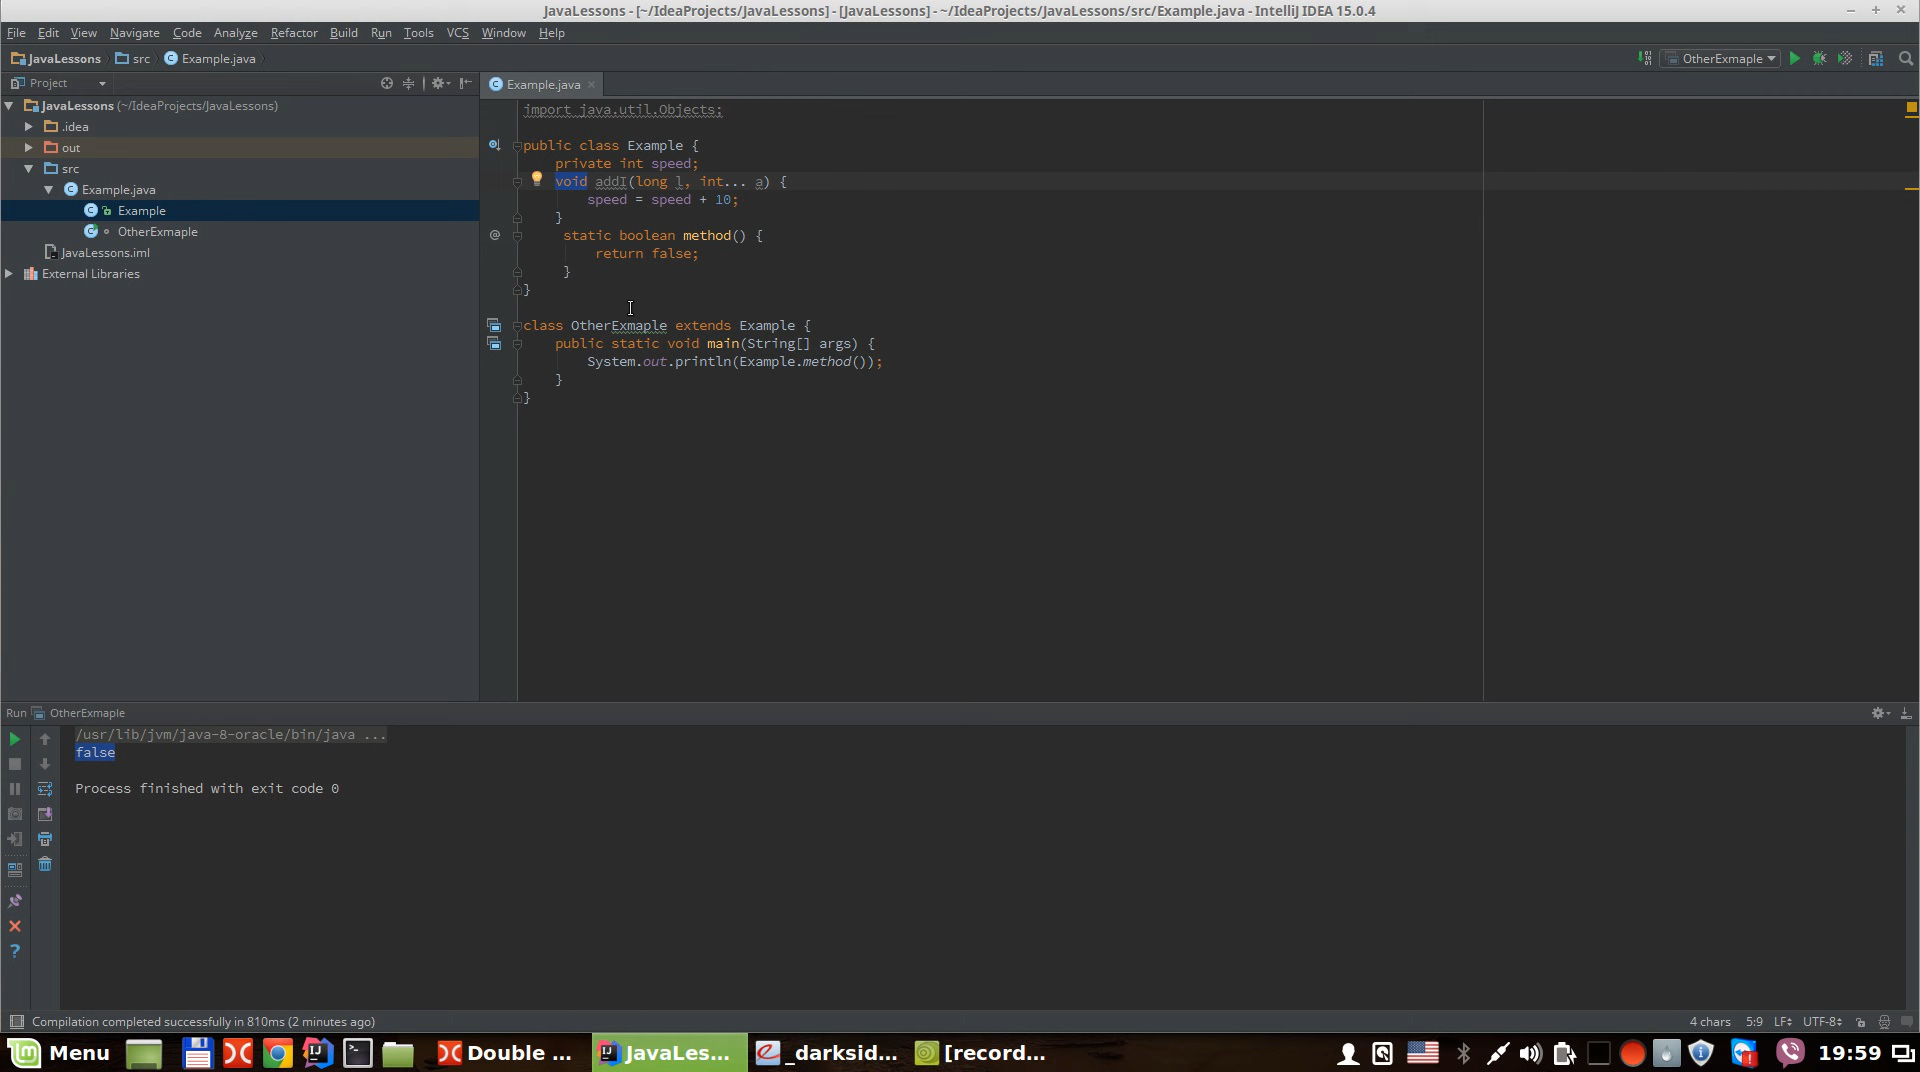 JavaLessons - [~/IdeaProjects/JavaLessons] - [JavaLessons] - ~/IdeaProjects/JavaLessons/src/Example.java - IntelliJ IDEA 15.0.4
File Edit View Navigate Code Analyze Refactor Build Run Tools VCS Window Help
JavaLessons src Example.java
OtherExmaple
Project
Example.java
JavaLessons (~/IdeaProjects/JavaLessons)
.idea
out
src
Example.java
Example
OtherExmaple
JavaLessons.iml
External Libraries
import java.util.Objects;
public class Example {
private int speed;
void addI(long l, int... a) {
speed = speed + 10;
}
static boolean method() {
return false;
}
}
class OtherExmaple extends Example {
public static void main(String[] args) {
System.out.println(Example.method());
}
}
Run OtherExmaple
/usr/lib/jvm/java-8-oracle/bin/java ...
false
Process finished with exit code 0
Compilation completed successfully in 810ms (2 minutes ago)
4 chars 5:9 LF÷ UTF-8÷
Menu Double ... JavaLes... _darksid... [record... 19:59